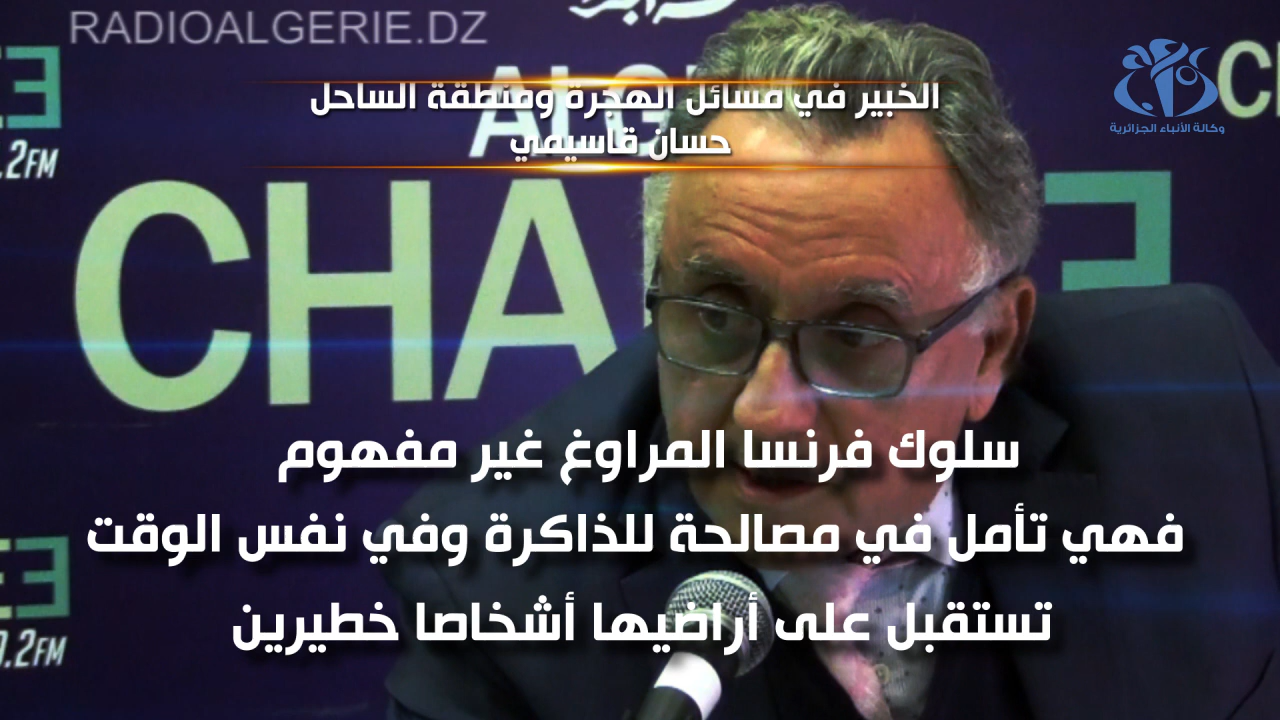 RADIOALGERIE.DZ
الخبير في مسائل الهجرة ومنطقة الساحل
حسان قاسيمي
وكالة الأنباء الجزائرية
.2FM
CHA
سلوك فرنسا المراوغ غير مفهوم
فهي تأمل في مصالحة للذاكرة وفي نفس الوقت
تستقبل على أراضيها أشخاصا خطيرين
.2FM